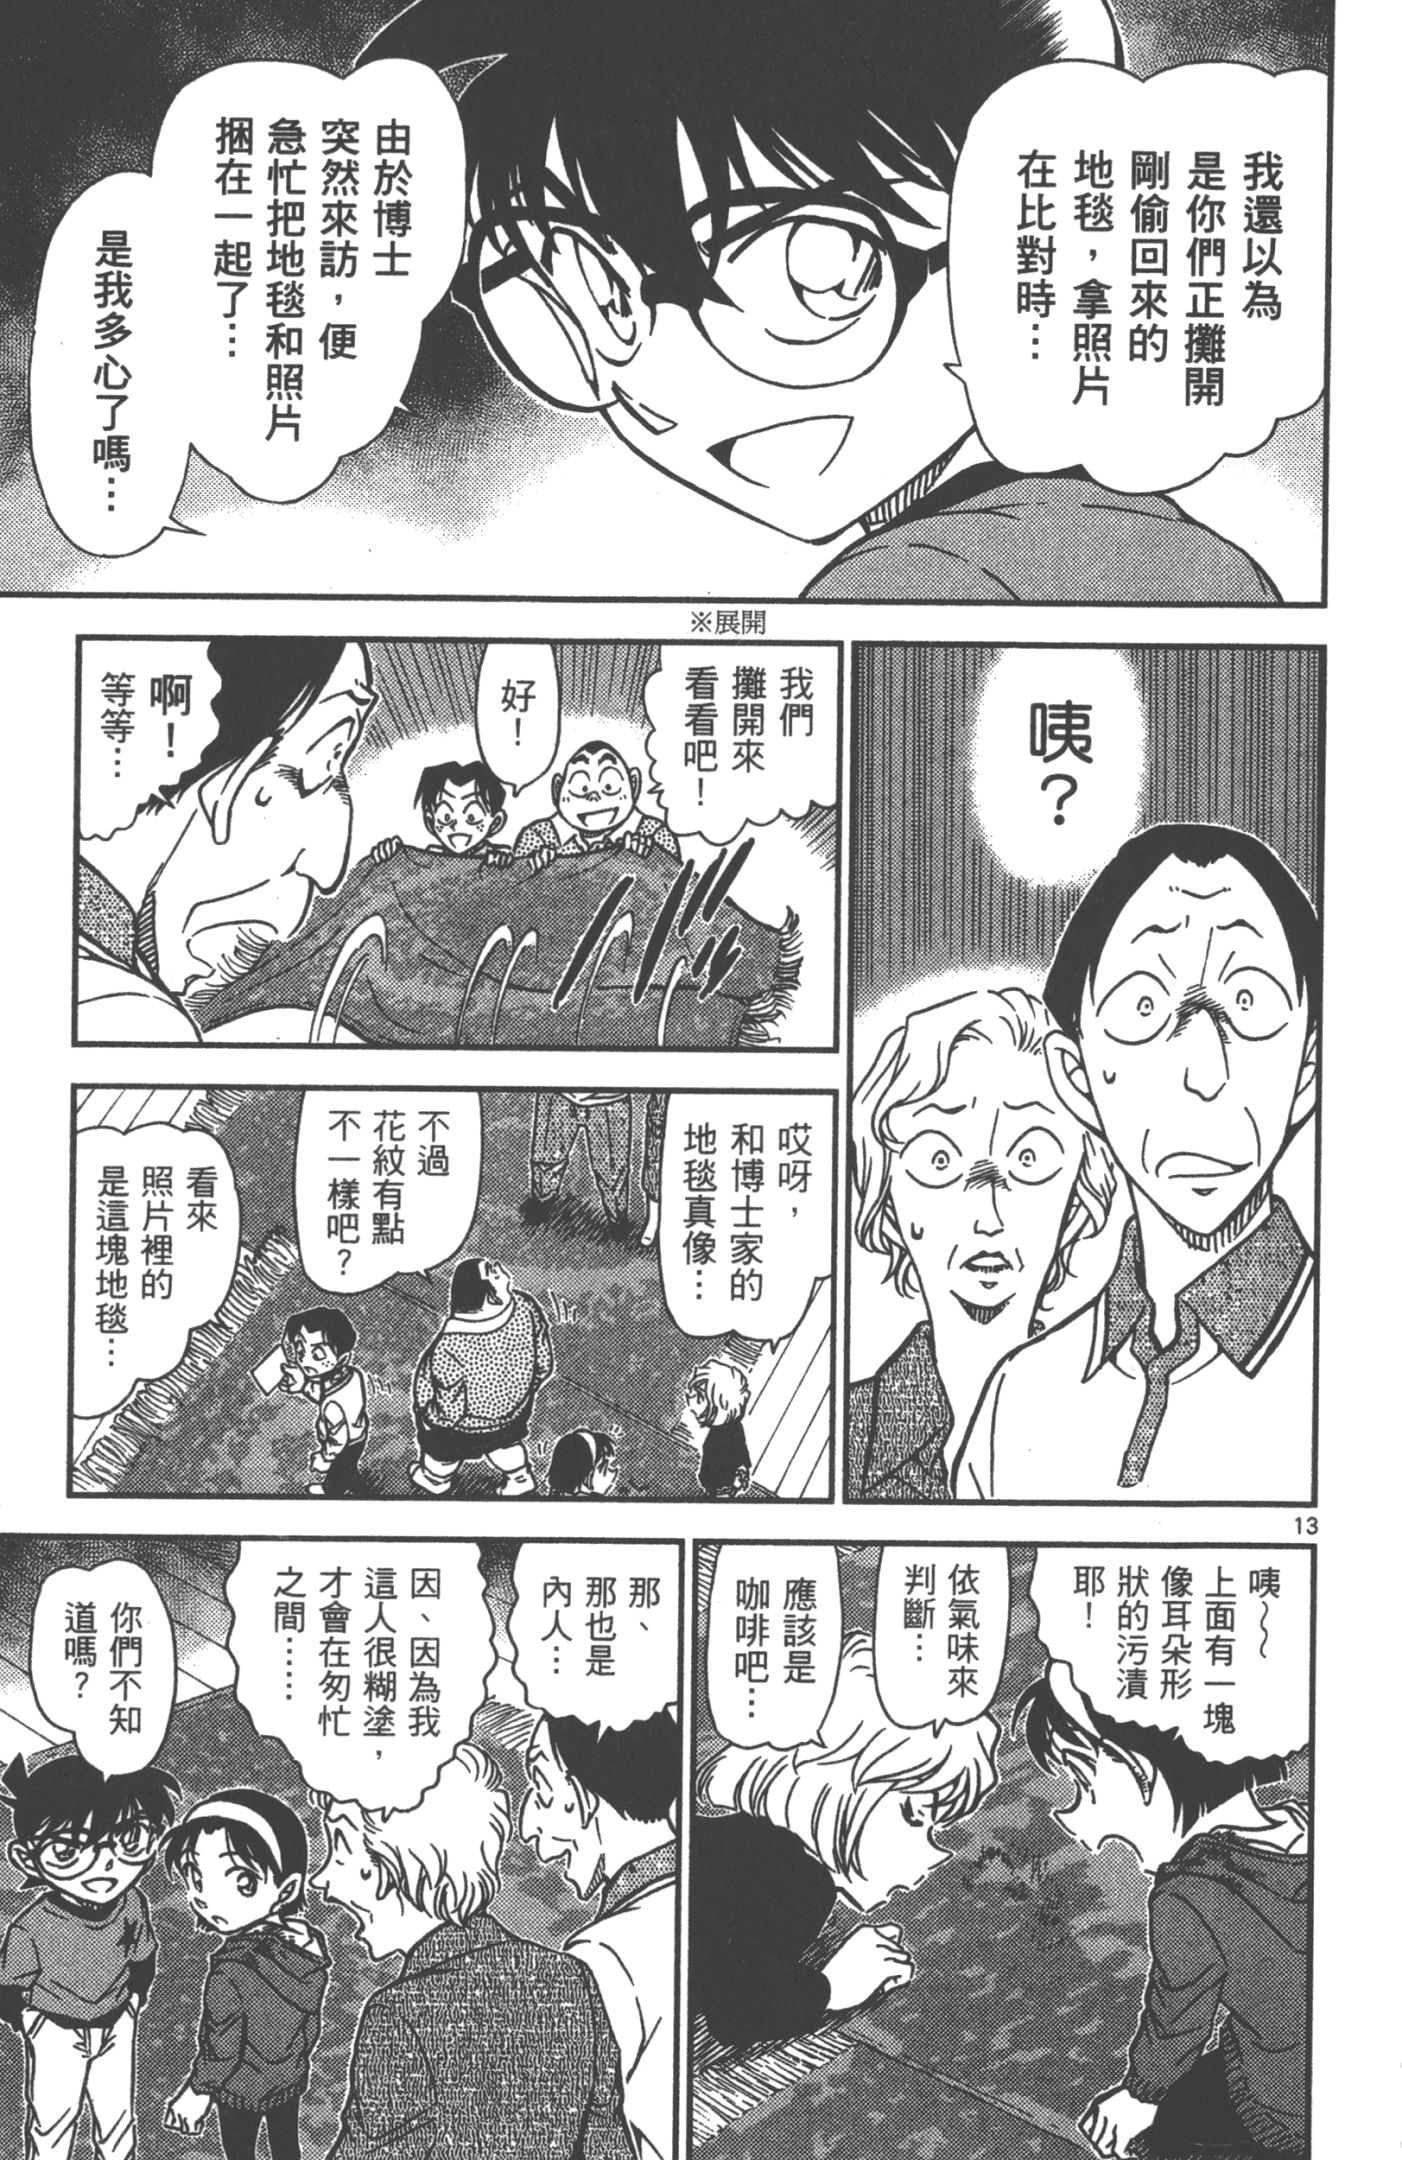 我還以為
是你們正攤開
剛偷回來的
地毯，拿照片
在比對時…
由於博士
突然來訪，便
急忙把地毯和照片
捆在一起了…
是我多心了嗎…
咦？
※展開
我們
攤開來
看看吧！
好！
啊！
等等…
哎呀，
和博士家的
地毯真像…
不過
花紋有點
不一樣吧？
看來
照片裡的
是這塊地毯…
13
咦～～
上面有一塊
像耳朵形
狀的污漬
耶！
依氣味來
判斷…
應該是
咖啡吧…
那、
那也是
內人…
因、因為我
這人很糊塗，
才會在匆忙
之間……
你們不知
道嗎？